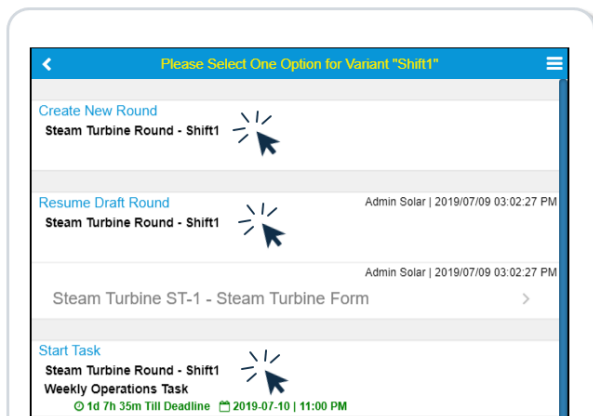 Please Select One Option for Variant "Shift1"
Create New Round
Steam Turbine Round - Shift1
Resume Draft Round
Admin Solar | 2019/07/09 03:02:27 PM
Steam Turbine Round - Shift1
Admin Solar | 2019/07/09 03:02:27 PM
Steam Turbine ST-1 - Steam Turbine Form
Start Task
Steam Turbine Round - Shift1
Weekly Operations Task
1d 7h 35m Till Deadline 2019-07-10 | 11:00 PM